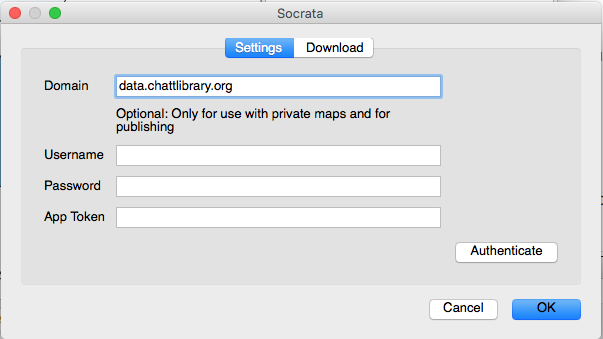 Socrata
Settings Download
Domain data.chattlibrary.org
Optional: Only for use with private maps and for
publishing
Username
Password
App Token
Authenticate
Cancel OK